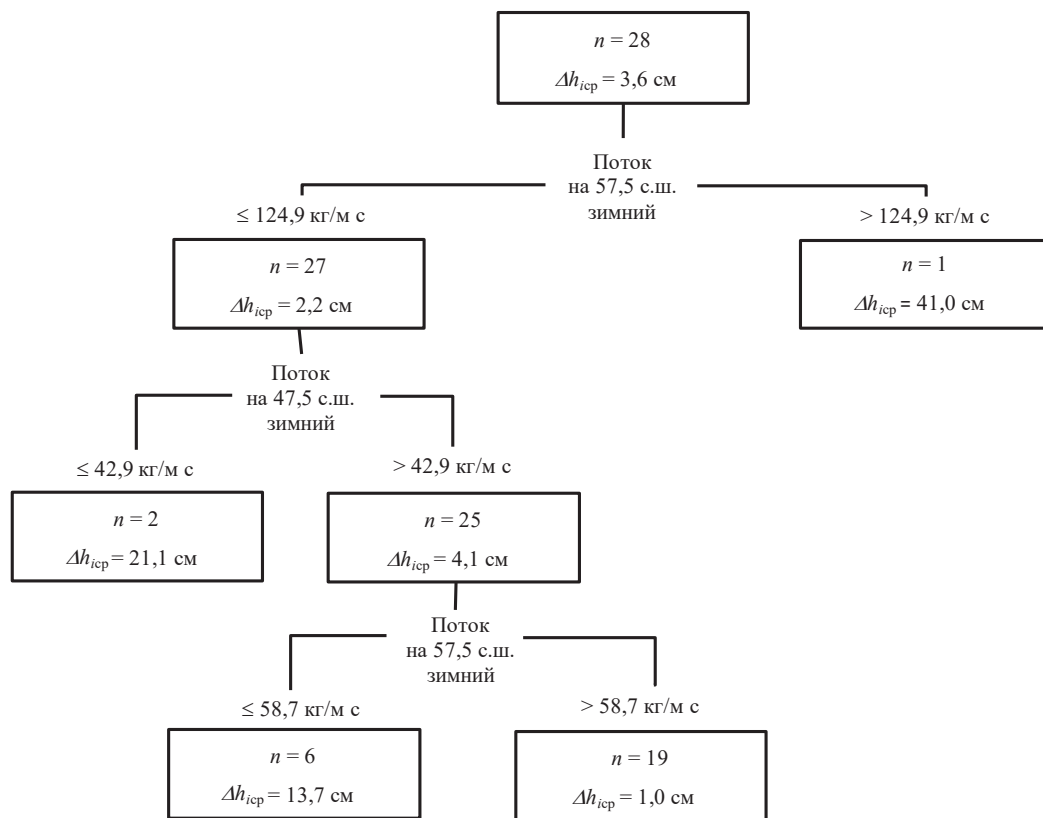 n = 28
Δhiср = 3,6 см
Поток
на 57,5 с.ш.
зимний
≤ 124,9 кг/м с
> 124,9 кг/м с
n = 27
Δhiср = 2,2 см
n = 1
Δhiср = 41,0 см
Поток
на 47,5 с.ш.
зимний
≤ 42,9 кг/м с
> 42,9 кг/м с
n = 2
Δhiср = 21,1 см
n = 25
Δhiср = 4,1 см
Поток
на 57,5 с.ш.
зимний
≤ 58,7 кг/м с
> 58,7 кг/м с
n = 6
Δhiср = 13,7 см
n = 19
Δhiср = 1,0 см